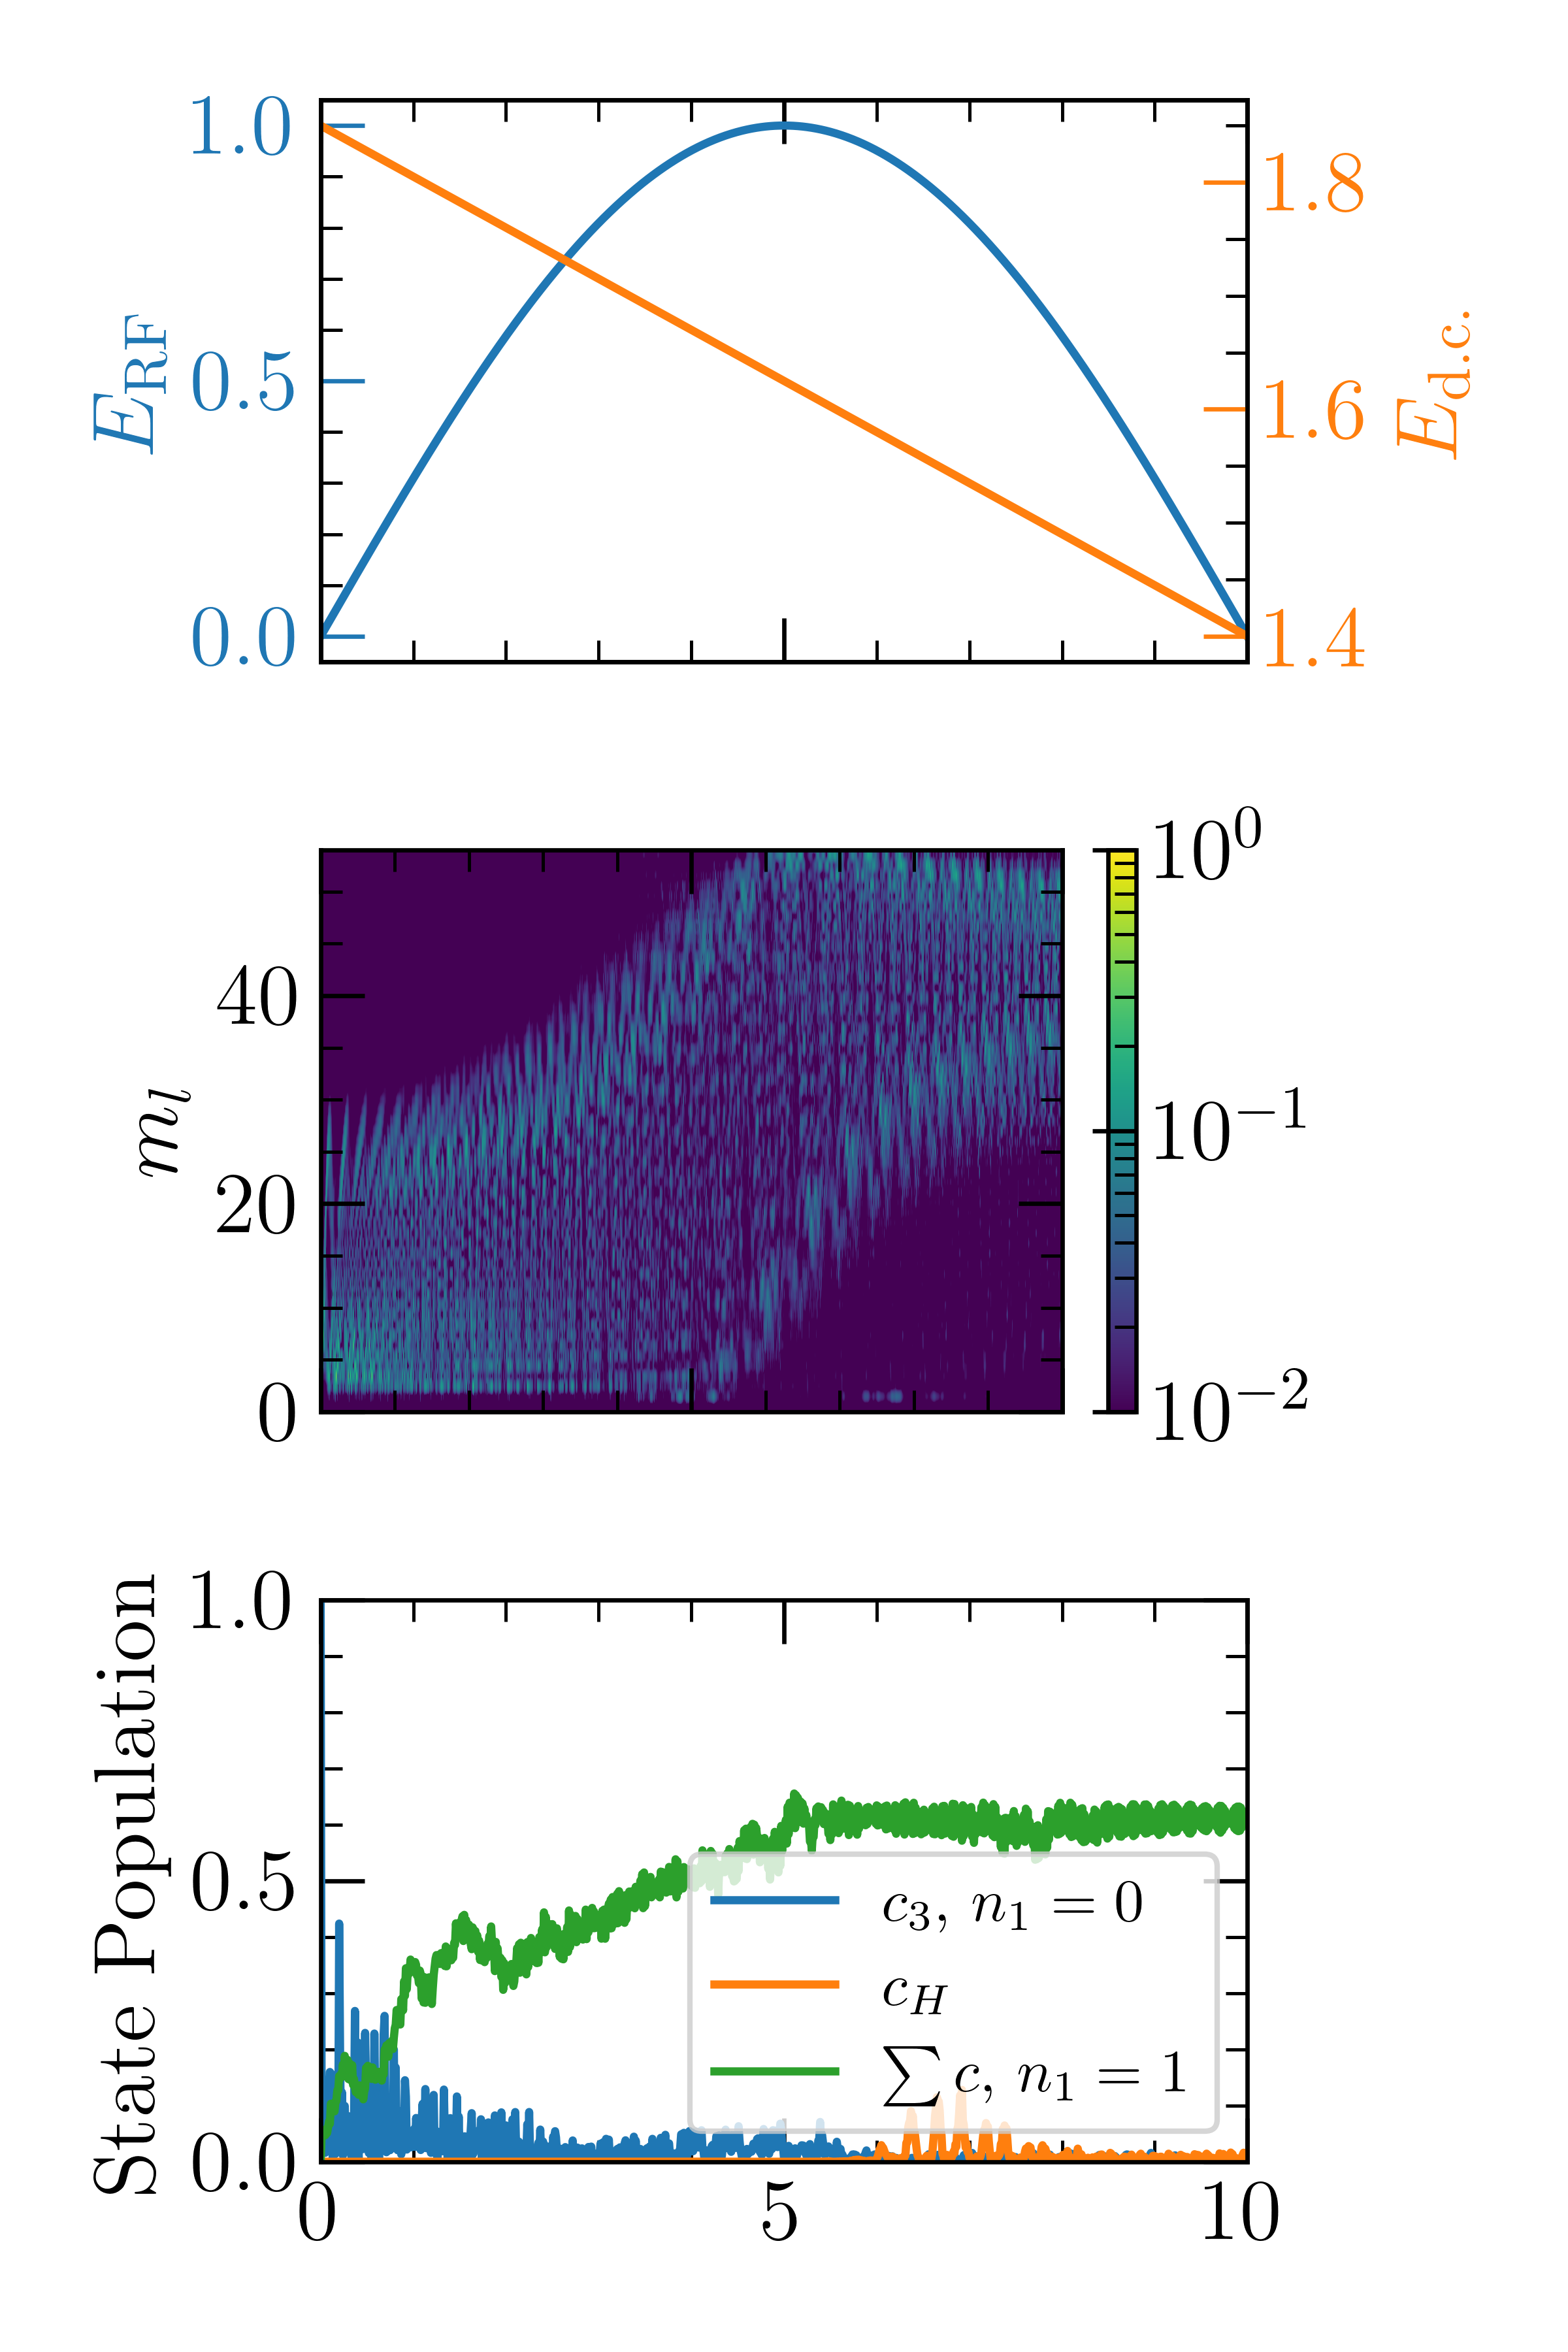 1.0
0.5
0.0
E_RF
1.8
1.6
1.4
E_d.c.
40
20
0
m_l
10^0
10^{-1}
10^{-2}
State Population
1.0
0.5
0.0
c_3, n_1 = 0
c_H
∑ c, n_1 = 1
0 5 10